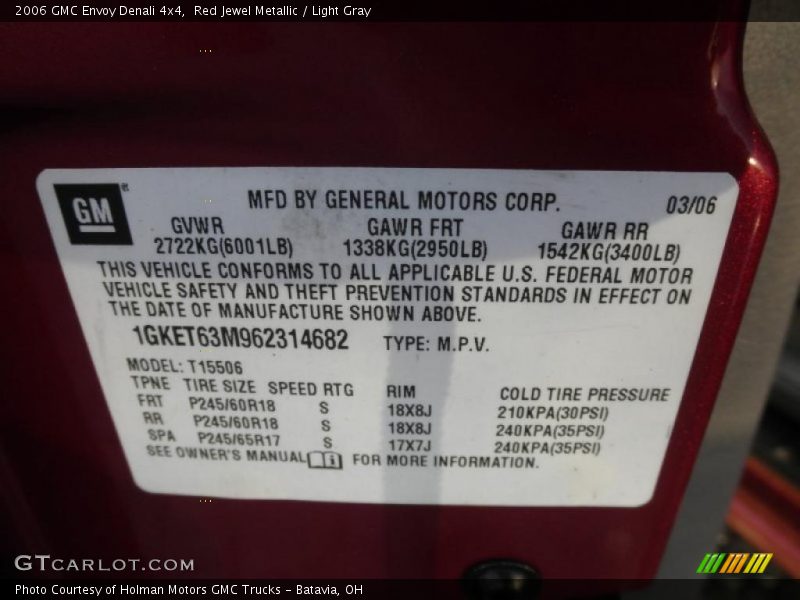 2006 GMC Envoy Denali 4x4,  Red Jewel Metallic / Light Gray
GM®
MFD BY GENERAL MOTORS CORP. 03/06
GVWR GAWR FRT GAWR RR
2722KG(6001LB) 1338KG(2950LB) 1542KG(3400LB)
THIS VEHICLE CONFORMS TO ALL APPLICABLE U.S. FEDERAL MOTOR
VEHICLE SAFETY AND THEFT PREVENTION STANDARDS IN EFFECT ON
THE DATE OF MANUFACTURE SHOWN ABOVE.
1GKET63M962314682 TYPE: M.P.V.
MODEL: T15506
TPNE TIRE SIZE SPEED RTG RIM COLD TIRE PRESSURE
FRT P245/60R18 S 18X8J 210KPA(30PSI)
RR P245/60R18 S 18X8J 240KPA(35PSI)
SPA P245/65R17 S 17X7J 240KPA(35PSI)
SEE OWNER'S MANUAL FOR MORE INFORMATION.
GTCARLOT.COM
Photo Courtesy of Holman Motors GMC Trucks - Batavia, OH